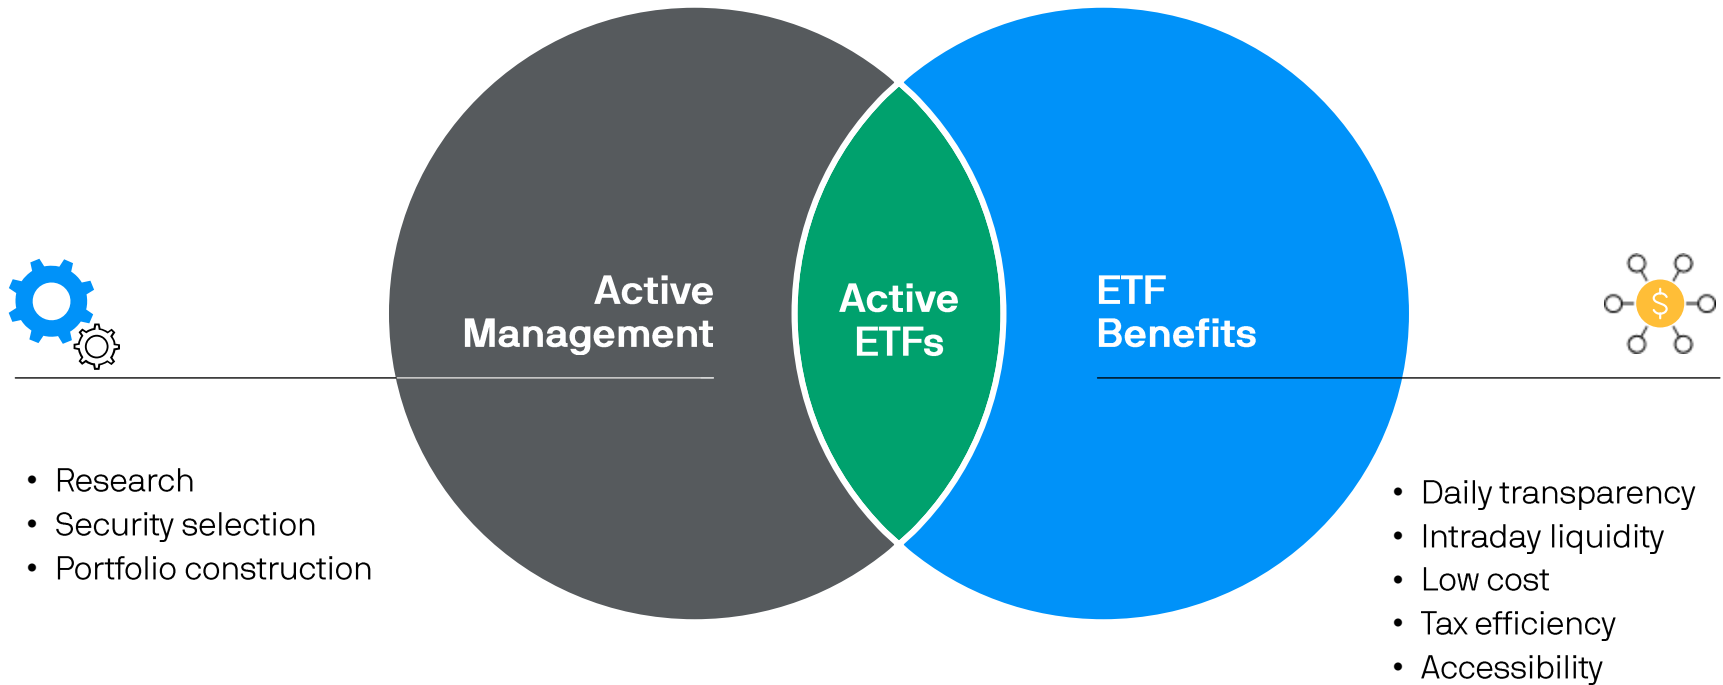 Active
Management
Active
ETFs
ETF
Benefits
$
• Research
• Security selection
• Portfolio construction
• Daily transparency
• Intraday liquidity
• Low cost
• Tax efficiency
• Accessibility